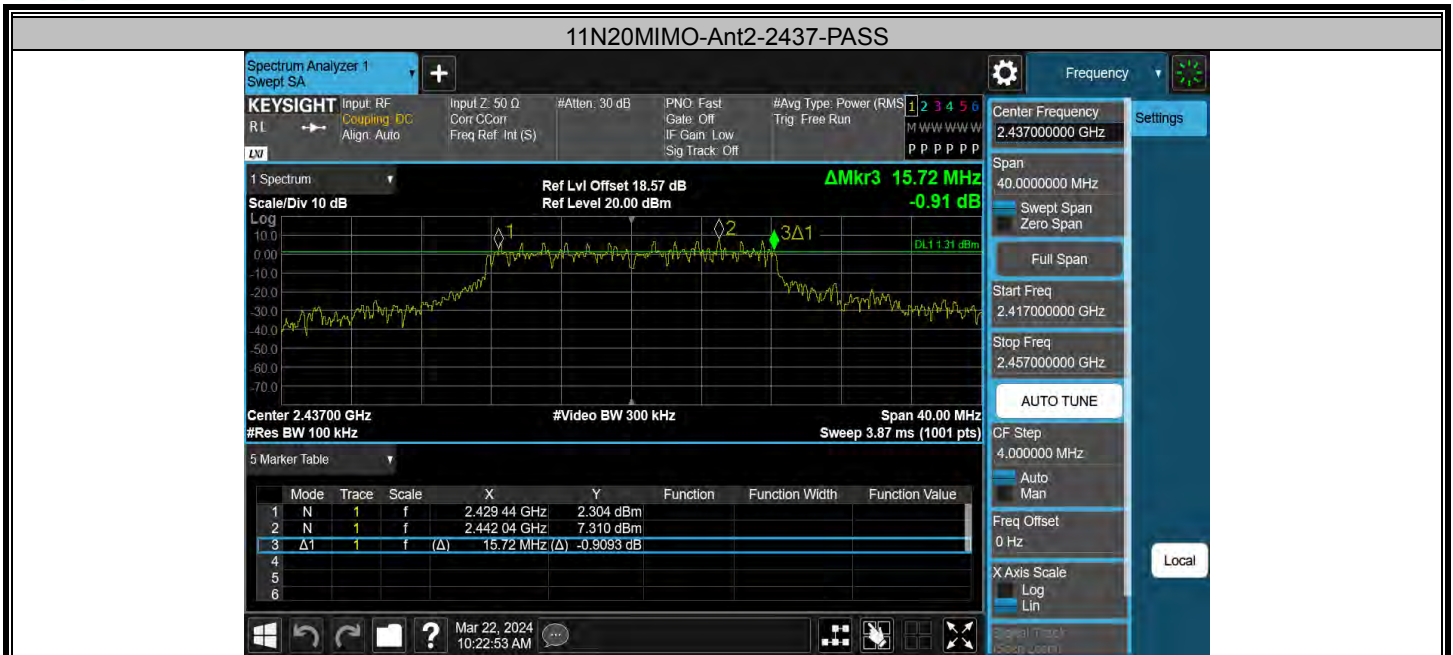 11N20MIMO-Ant2-2437-PASS
Spectrum Analyzer 1
Swept SA
+
Frequency
KEYSIGHT
RL
LXI
Input: RF
Coupling: DC
Align: Auto
Input Z: 50 Ω
Corr CCorr
Freq Ref: Int (S)
#Atten: 30 dB
PNO: Fast
Gate: Off
IF Gain: Low
Sig Track: Off
#Avg Type: Power (RMS
Trig: Free Run
1 2 3 4 5 6
M W W W W W
P P P P P P
1 Spectrum
Scale/Div 10 dB
Ref Lvl Offset 18.57 dB
Ref Level 20.00 dBm
ΔMkr3 15.72 MHz
-0.91 dB
Log
10.0
0.00
-10.0
-20.0
-30.0
-40.0
-50.0
-60.0
-70.0
1
2
3Δ1
DL1 1.31 dBm
Center 2.43700 GHz
#Res BW 100 kHz
#Video BW 300 kHz
Span 40.00 MHz
Sweep 3.87 ms (1001 pts)
5 Marker Table
Mode Trace Scale X Y Function Function Width Function Value
1 N 1 f 2.429 44 GHz 2.304 dBm
2 N 1 f 2.442 04 GHz 7.310 dBm
3 Δ1 1 f (Δ) 15.72 MHz (Δ) -0.9093 dB
4
5
6
?
Mar 22, 2024
10:22:53 AM
Center Frequency
2.437000000 GHz
Settings
Span
40.0000000 MHz
Swept Span
Zero Span
Full Span
Start Freq
2.417000000 GHz
Stop Freq
2.457000000 GHz
AUTO TUNE
CF Step
4.000000 MHz
Auto
Man
Freq Offset
0 Hz
X Axis Scale
Log
Lin
Signal Track
(Span Zoom)
Local